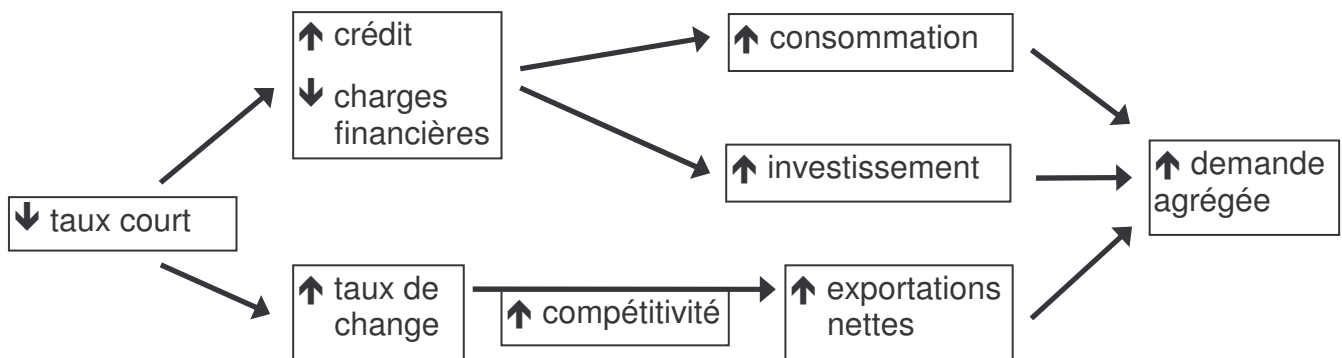 ↑ crédit
↓ charges
financières
↑ consommation
↑ investissement
↑ demande
agrégée
↓ taux court
↑ taux de
change
↑ compétitivité
↑ exportations
nettes